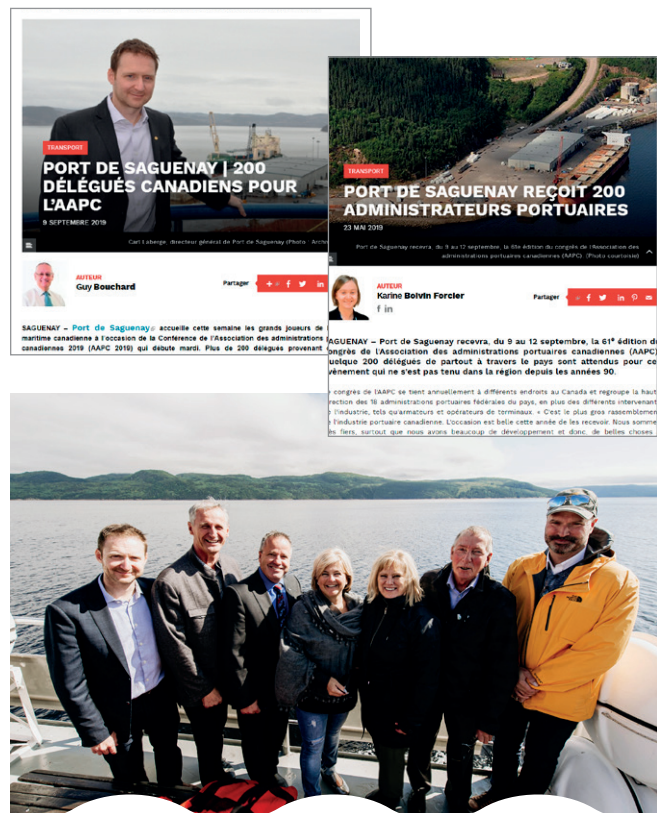 TRANSPORT
PORT DE SAGUENAY | 200
DÉLÉGUÉS CANADIENS POUR
L'AAPC
9 SEPTEMBRE 2019
Carl Laberge, directeur général de Port de Saguenay (Photo
AUTEUR
Guy Bouchard
Partager
SAGUENAY – Port de Saguenay accueille cette semaine les grands joueurs de
maritime canadienne à l'occasion de la Conférence de l'Association des administrations
canadiennes 2019 (AAPC 2019) qui débute mardi. Plus de 200 délégués provenant
TRANSPORT
PORT DE SAGUENAY REÇOIT 200
ADMINISTRATEURS PORTUAIRES
23 MAI 2019
Port de Saguenay recevra, du 9 au 12 septembre, la 61e édition du congrès de l'Association des
administrations portuaires canadiennes (AAPC). (Photo courtoisie)
AUTEUR
Karine Boivin Forcier
Partager
AGUENAY – Port de Saguenay recevra, du 9 au 12 septembre, la 61e édition d
ongrès de l'Association des administrations portuaires canadiennes (AAPC)
uelque 200 délégués de partout à travers le pays sont attendus pour ce
vènement qui ne s'est pas tenu dans la région depuis les années 90.
congrès de l'AAPC se tient annuellement à différents endroits au Canada et regroupe la haut
rection des 18 administrations portuaires fédérales du pays, en plus des différents intervenant
l'industrie, tels qu'armateurs et opérateurs de terminaux. « C'est le plus gros rassemblemen
l'industrie portuaire canadienne. L'occasion est belle cette année de les recevoir. Nous somme
ès fiers, surtout que nous avons beaucoup de développement et donc, de belles choses